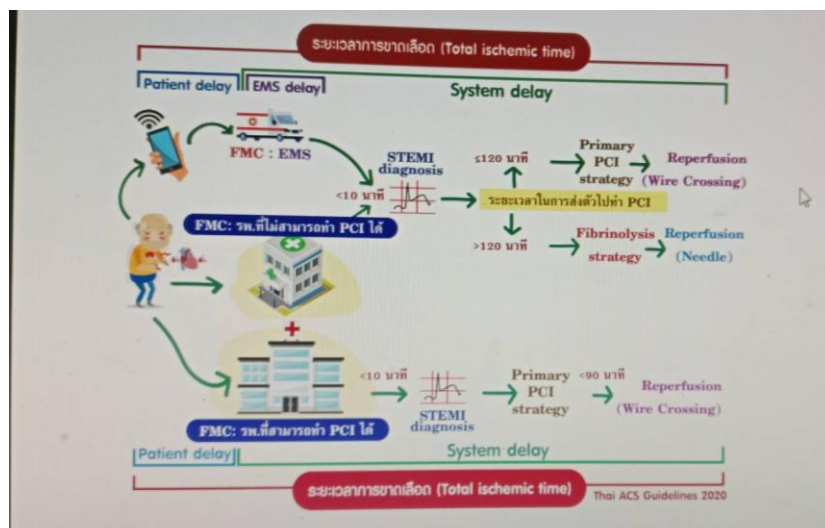 ระยะเวลาการขาดเลือด (Total ischemic time)
Patient delay
EMS delay
System delay
FMC : EMS
STEMI
diagnosis
<10 นาที
≤120 นาที
Primary
PCI
strategy
Reperfusion
(Wire Crossing)
ระยะเวลาในการส่งตัวไปทำ PCI
FMC: รพ.ที่ไม่สามารถทำ PCI ได้
>120 นาที
Fibrinolysis
strategy
Reperfusion
(Needle)
<10 นาที
STEMI
diagnosis
Primary
PCI
strategy
<90 นาที
Reperfusion
(Wire Crossing)
FMC: รพ.ที่สามารถทำ PCI ได้
Patient delay
System delay
ระยะเวลาการขาดเลือด (Total ischemic time)
Thai ACS Guidelines 2020